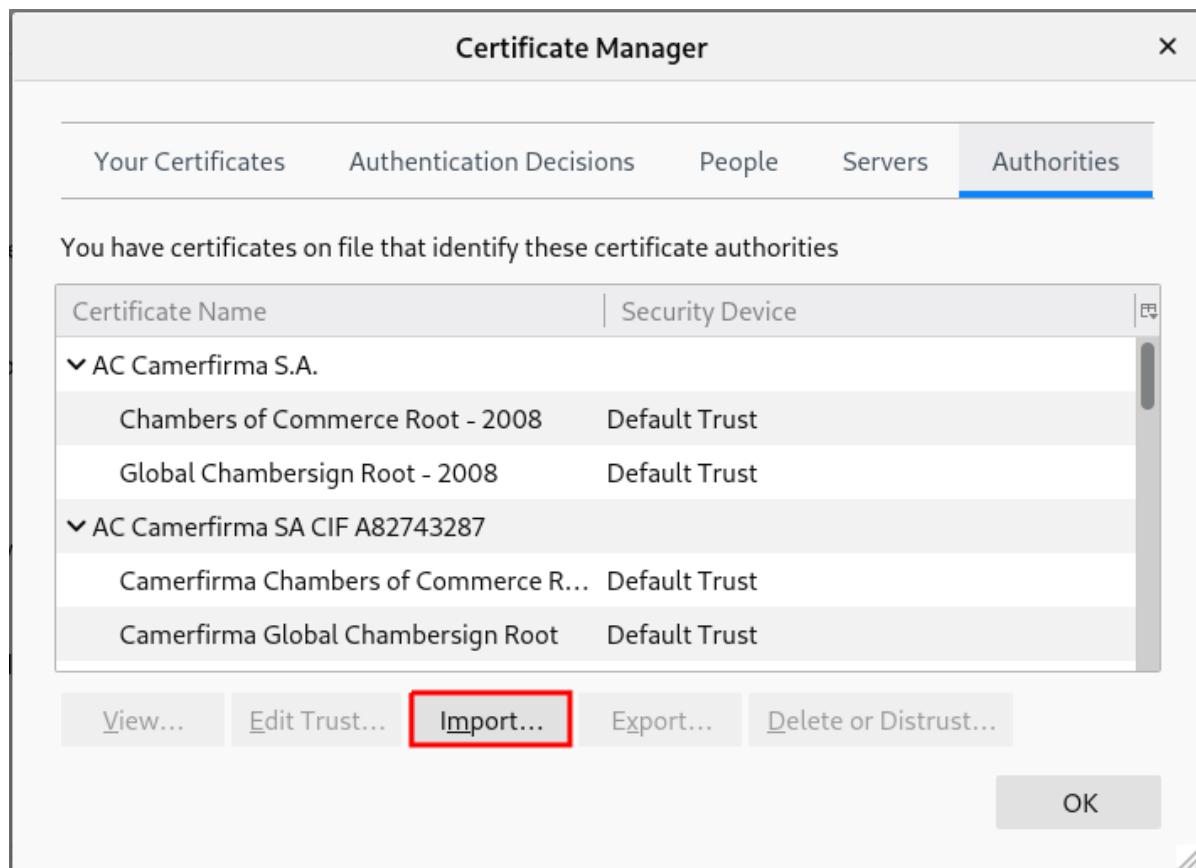 Certificate Manager
Your Certificates Authentication Decisions People Servers Authorities
You have certificates on file that identify these certificate authorities
Certificate Name Security Device
AC Camerfirma S.A.
Chambers of Commerce Root - 2008 Default Trust
Global Chambersign Root - 2008 Default Trust
AC Camerfirma SA CIF A82743287
Camerfirma Chambers of Commerce R… Default Trust
Camerfirma Global Chambersign Root Default Trust
View… Edit Trust… Import… Export… Delete or Distrust…
OK